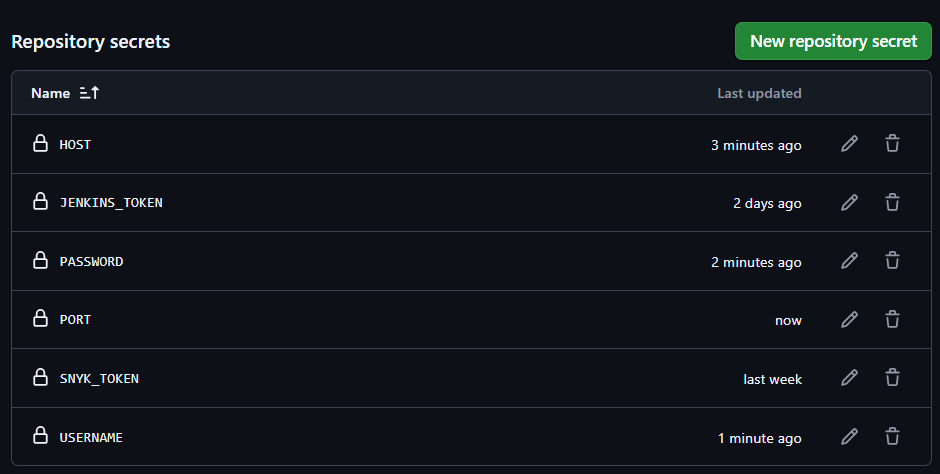 Repository secrets New repository secret
Name Last updated
HOST 3 minutes ago
JENKINS_TOKEN 2 days ago
PASSWORD 2 minutes ago
PORT now
SNYK_TOKEN last week
USERNAME 1 minute ago